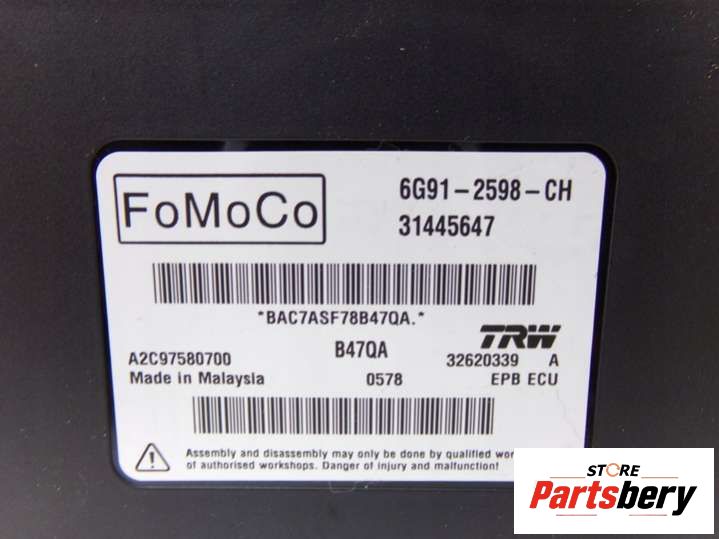 FoMoCo
6G91-2598-CH
31445647
*BAC7ASF78B47QA.*
TRW
A2C97580700
B47QA
32620339 A
Made in Malaysia
0578
EPB ECU
Assembly and disassembly may only be done by qualified
of authorised workshops. Danger of injury and malfunction!
STORE
Partsbery